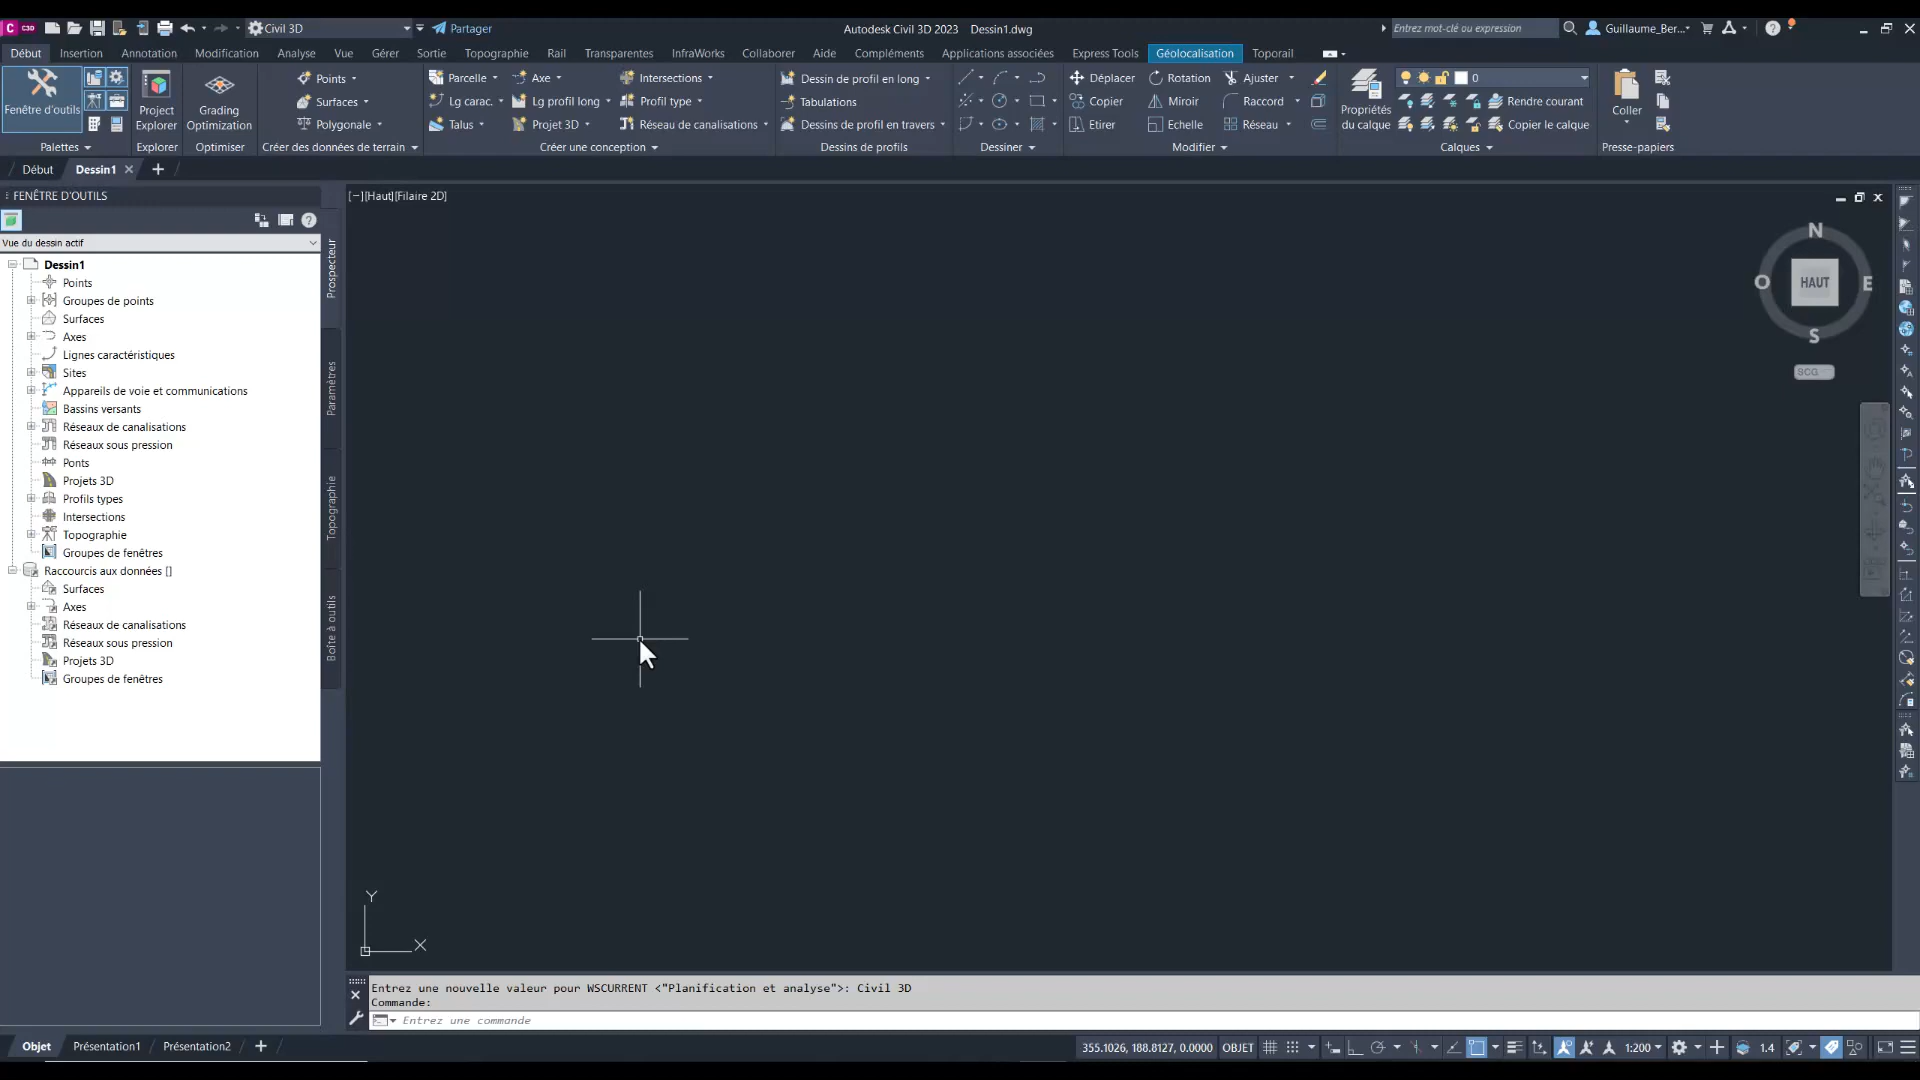 C3D Civil 3D Partager Autodesk Civil 3D 2023 Dessin1.dwg Entrez mot-clé ou expression Guillaume_Ber...
Début Insertion Annotation Modification Analyse Vue Gérer Sortie Topographie Rail Transparentes InfraWorks Collaborer Aide Compléments Applications associées Express Tools Géolocalisation Toporail
Fenêtre d'outils
Palettes
Project
Explorer
Explorer
Grading
Optimization
Optimiser
Points
Surfaces
Polygonale
Créer des données de terrain
Parcelle Axe Intersections
Lg carac. Lg profil long Profil type
Talus Projet 3D Réseau de canalisations
Créer une conception
Dessin de profil en long
Tabulations
Dessins de profil en travers
Dessins de profils
Dessiner
Déplacer Rotation Ajuster
Copier Miroir Raccord
Etirer Echelle Réseau
Modifier
Propriétés
du calque
0
Rendre courant
Copier le calque
Calques
Coller
Presse-papiers
Début Dessin1
FENÊTRE D'OUTILS
Vue du dessin actif
Dessin1
Points
Groupes de points
Surfaces
Axes
Lignes caractéristiques
Sites
Appareils de voie et communications
Bassins versants
Réseaux de canalisations
Réseaux sous pression
Ponts
Projets 3D
Profils types
Intersections
Topographie
Groupes de fenêtres
Raccourcis aux données []
Surfaces
Axes
Réseaux de canalisations
Réseaux sous pression
Projets 3D
Groupes de fenêtres
Prospecteur
Paramètres
Topographie
Boîte à outils
[−][Haut][Filaire 2D]
N
O HAUT E
S
SCG
Y
X
Entrez une nouvelle valeur pour WSCURRENT <"Planification et analyse">: Civil 3D
Commande:
Entrez une commande
Objet Présentation1 Présentation2
355.1026, 188.8127, 0.0000 OBJET 1:200 1.4